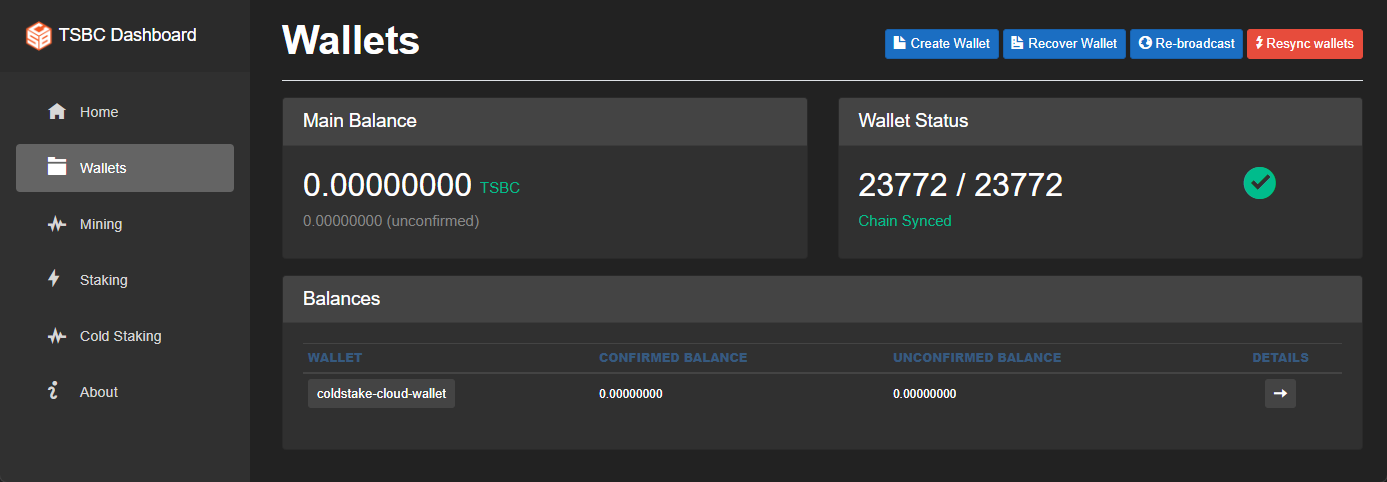 TSBC Dashboard
Home
Wallets
Mining
Staking
Cold Staking
About
Wallets
Create Wallet Recover Wallet Re-broadcast Resync wallets
Main Balance
0.00000000 TSBC
0.00000000 (unconfirmed)
Wallet Status
23772 / 23772
Chain Synced
Balances
WALLET CONFIRMED BALANCE UNCONFIRMED BALANCE DETAILS
coldstake-cloud-wallet 0.00000000 0.00000000